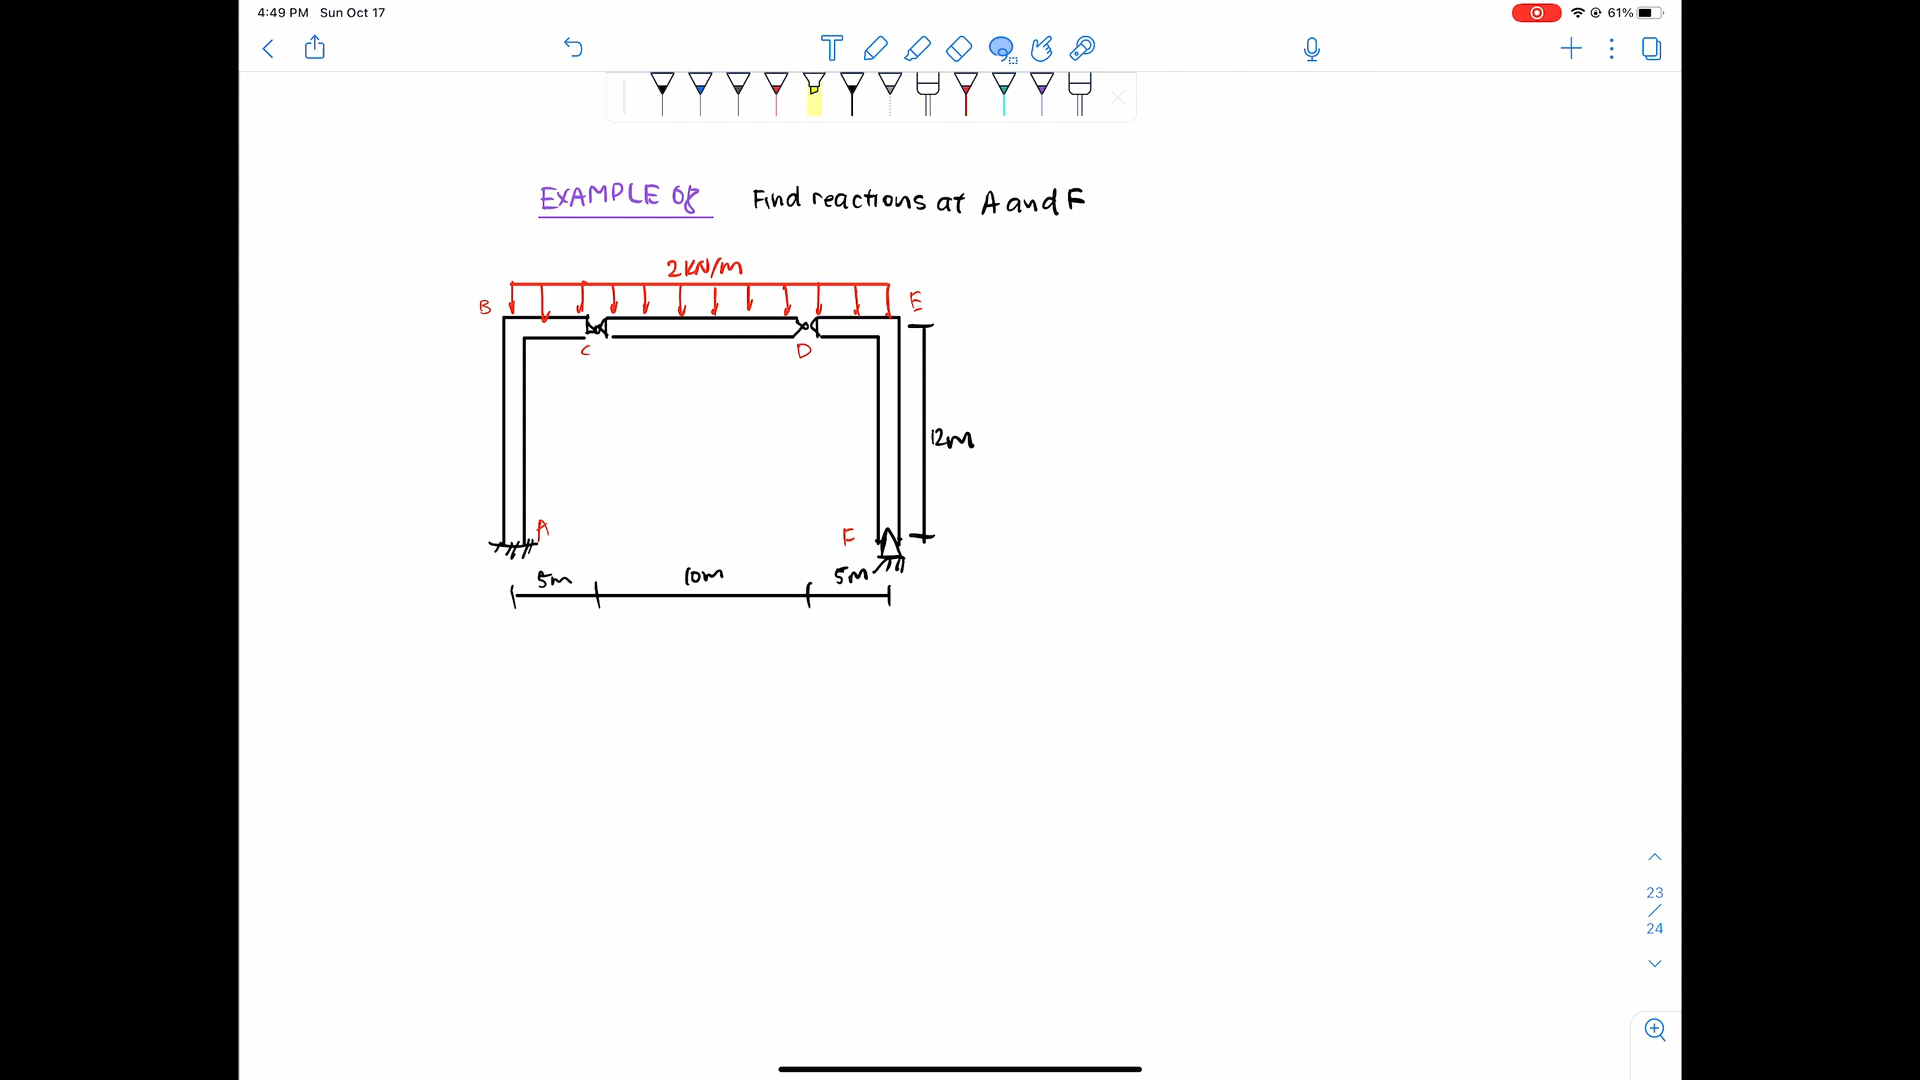 4:49 PM Sun Oct 17
61%
T
EXAMPLE 08 Find reactions at A and F
2 KN/m
B
E
C
D
12m
A
F
5m
10m
5m
23
24